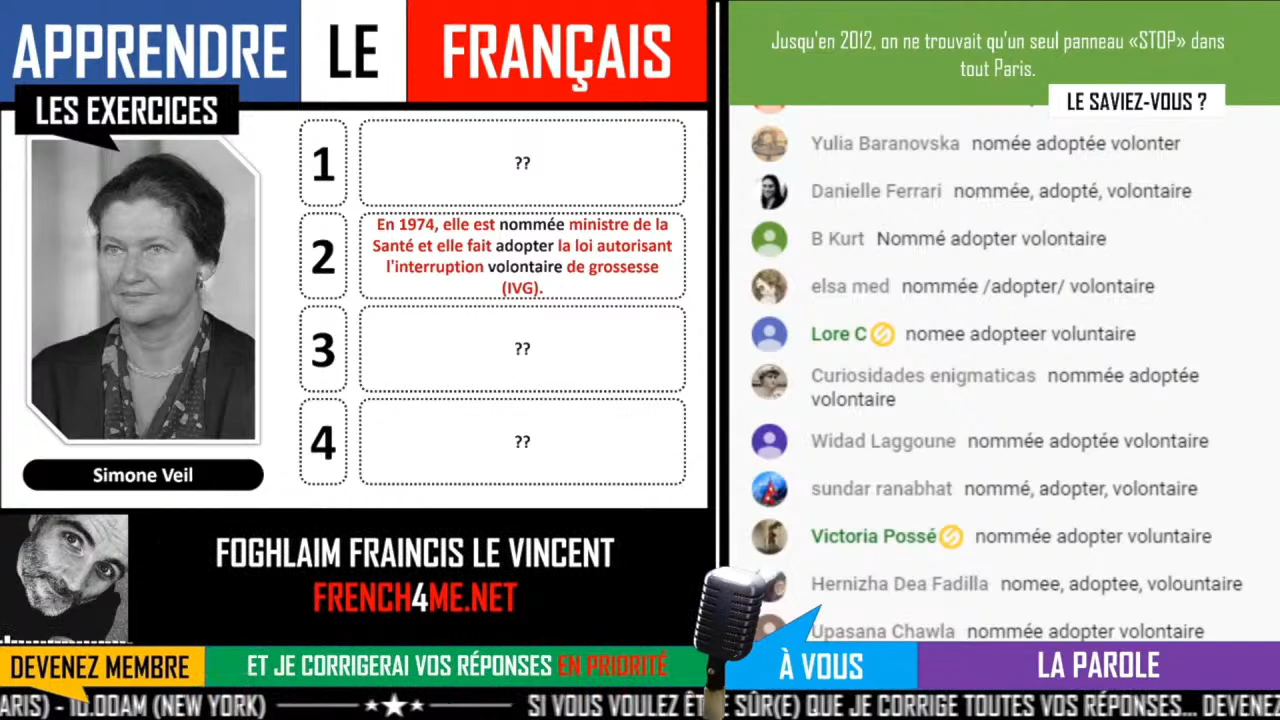 APPRENDRE LE FRANÇAIS
LES EXERCICES
1
??
2
En 1974, elle est nommée ministre de la
Santé et elle fait adopter la loi autorisant
l'interruption volontaire de grossesse
(IVG).
3
??
4
??
Simone Veil
FOGHLAIM FRAINCIS LE VINCENT
FRENCH4ME.NET
DEVENEZ MEMBRE
ET JE CORRIGERAI VOS RÉPONSES EN PRIORITÉ
Jusqu'en 2012, on ne trouvait qu'un seul panneau «STOP» dans
tout Paris.
LE SAVIEZ-VOUS ?
Yulia Baranovska nomée adoptée volonter
Danielle Ferrari nommée, adopté, volontaire
B Kurt Nommé adopter volontaire
elsa med nommée /adopter/ volontaire
Lore C nomee adopteer voluntaire
Curiosidades enigmaticas nommée adoptée
volontaire
Widad Laggoune nommée adoptée volontaire
sundar ranabhat nommé, adopter, volontaire
Victoria Possé nommée adopter voluntaire
Hernizha Dea Fadilla nomee, adoptee, volountaire
Upasana Chawla nommée adopter volontaire
À VOUS
LA PAROLE
ARIS) - 10.00AM (NEW YORK) SI VOUS VOULEZ SÛR(E) QUE JE CORRIGE TOUTES VOS RÉPONSES... DEVENEZ